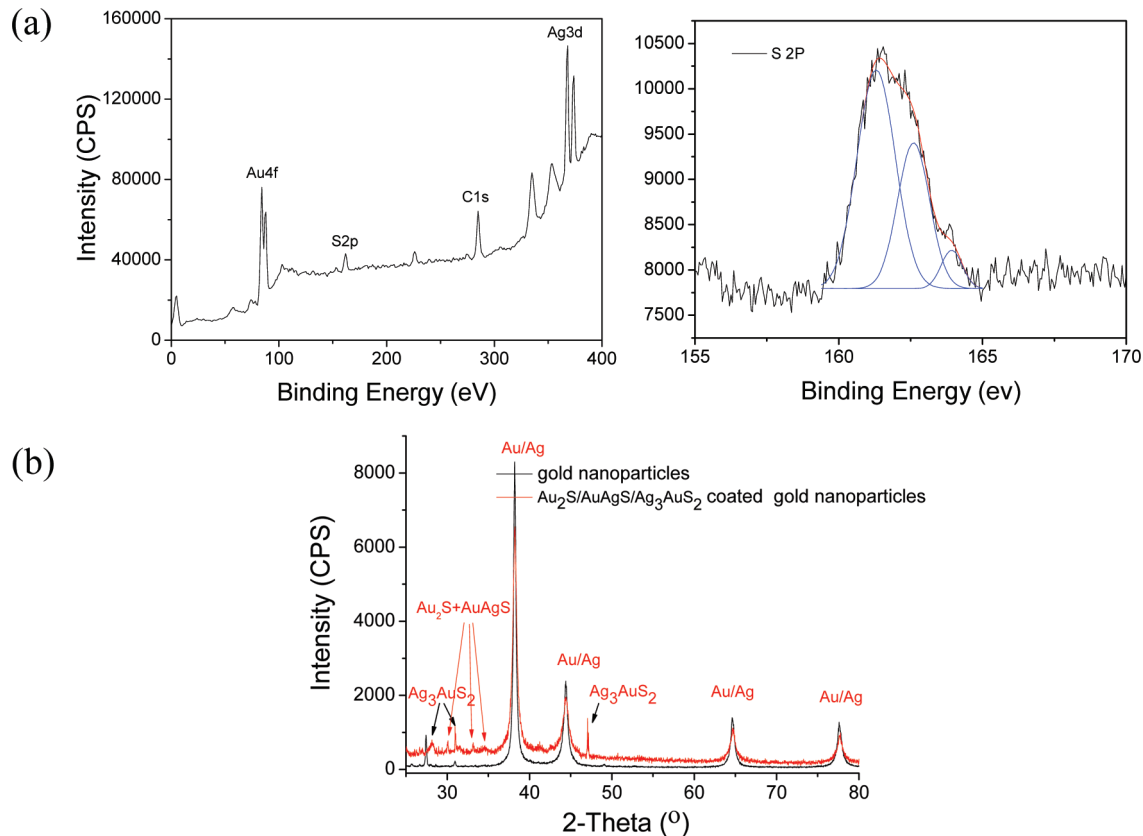 (a)
160000
120000
80000
40000
0
Intensity (CPS)
Au4f
S2p
C1s
Ag3d
0 100 200 300 400
Binding Energy (eV)
10500
10000
9500
9000
8500
8000
7500
S 2P
155 160 165 170
Binding Energy (ev)
(b)
8000
6000
4000
2000
0
Intensity (CPS)
Au/Ag
gold nanoparticles
Au₂S/AuAgS/Ag₃AuS₂ coated gold nanoparticles
Au₂S+AuAgS
Ag₃AuS₂
Au/Ag
Ag₃AuS₂
Au/Ag
Au/Ag
30 40 50 60 70 80
2-Theta (º)